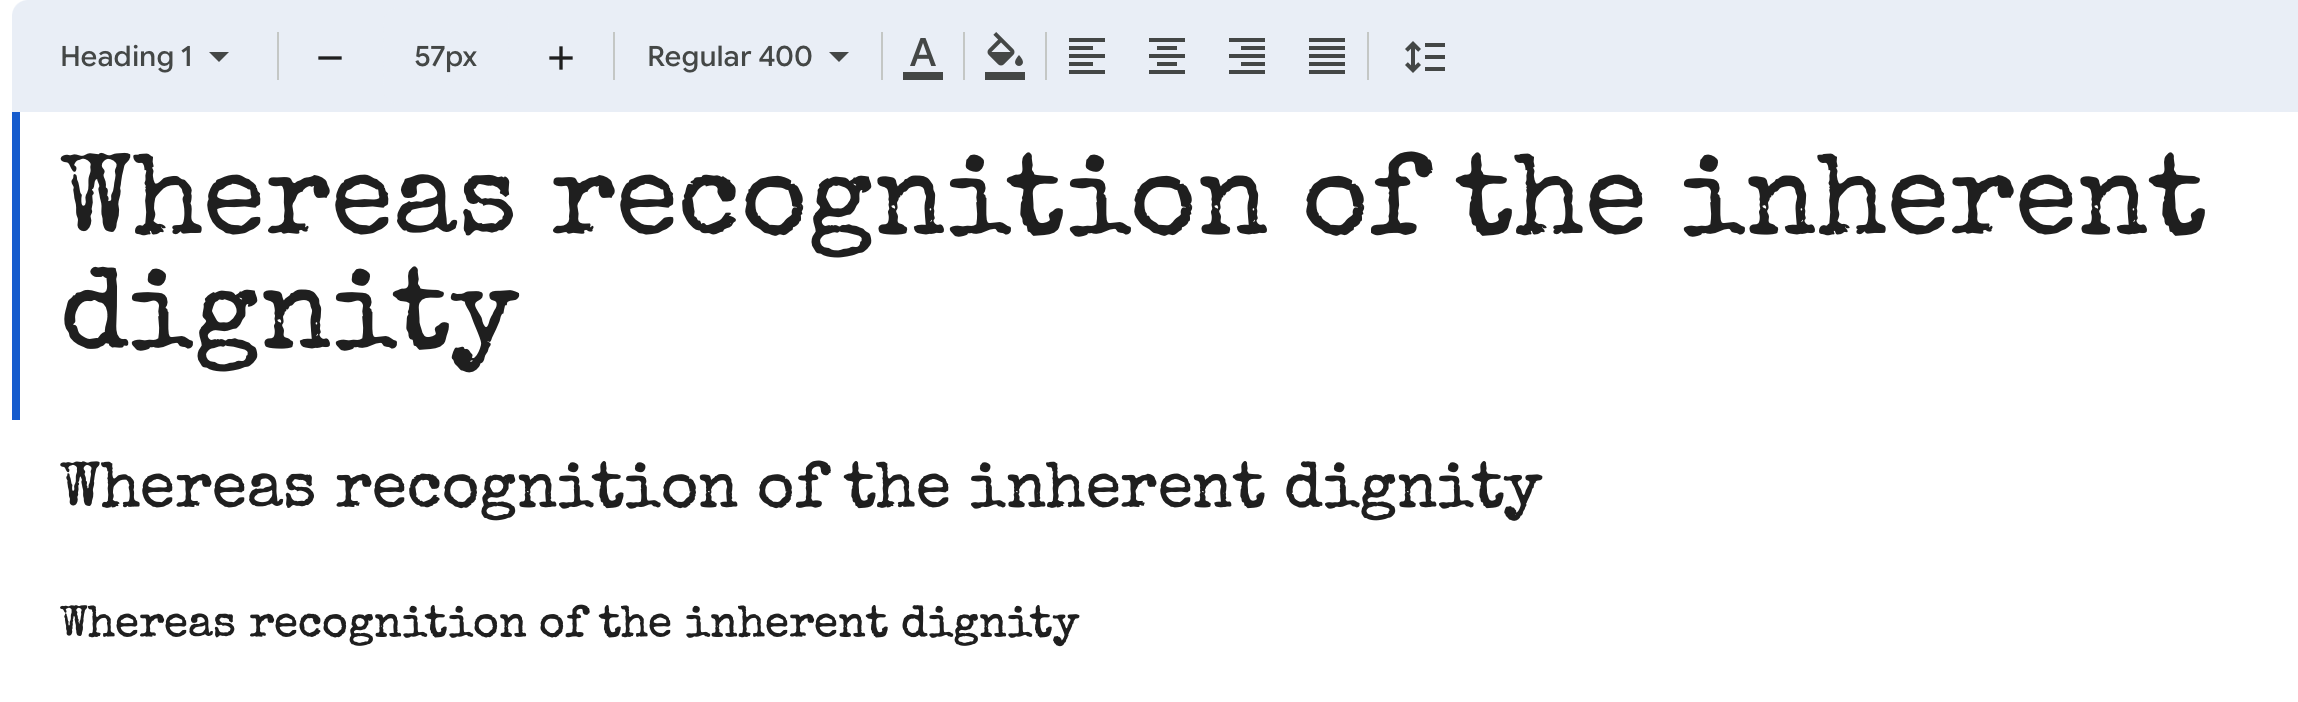 Heading 1 57px Regular 400 A
Whereas recognition of the inherent
dignity
Whereas recognition of the inherent dignity
Whereas recognition of the inherent dignity